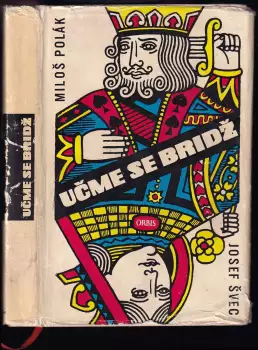 UČME SE BRIDŽ
MILOŠ POLÁK
UČME SE BRIDŽ
ORBIS
JOSEF ŠVEC